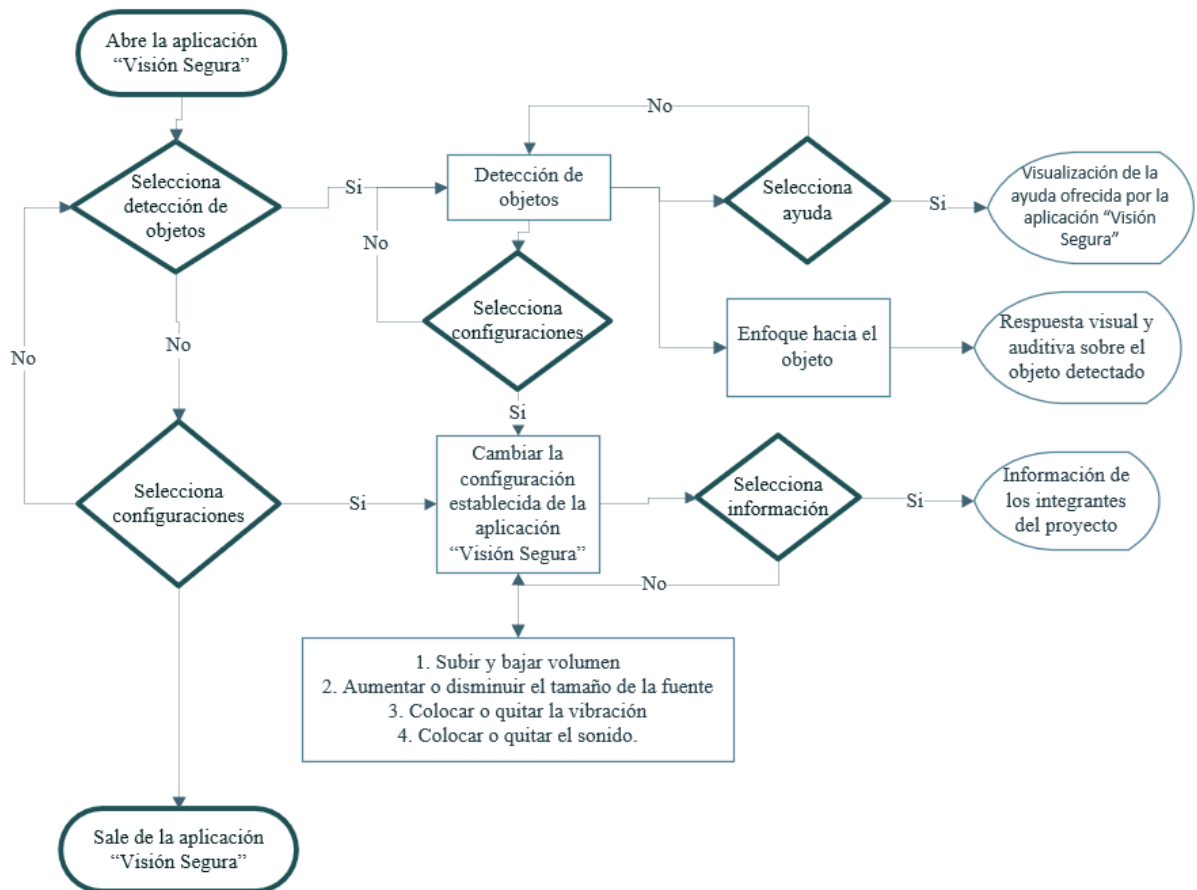 Abre la aplicación
“Visión Segura”
No
Selecciona
detección de
objetos
Si
Detección de
objetos
Selecciona
ayuda
Si
Visualización de la
ayuda ofrecida por la
aplicación “Visión
Segura”
No
Selecciona
configuraciones
Enfoque hacia el
objeto
Respuesta visual y
auditiva sobre el
objeto detectado
No
No
Si
Selecciona
configuraciones
Si
Cambiar la
configuración
establecida de la
aplicación
“Visión Segura”
Selecciona
información
Si
Información de
los integrantes
del proyecto
No
1. Subir y bajar volumen
2. Aumentar o disminuir el tamaño de la fuente
3. Colocar o quitar la vibración
4. Colocar o quitar el sonido.
Sale de la aplicación
“Visión Segura”